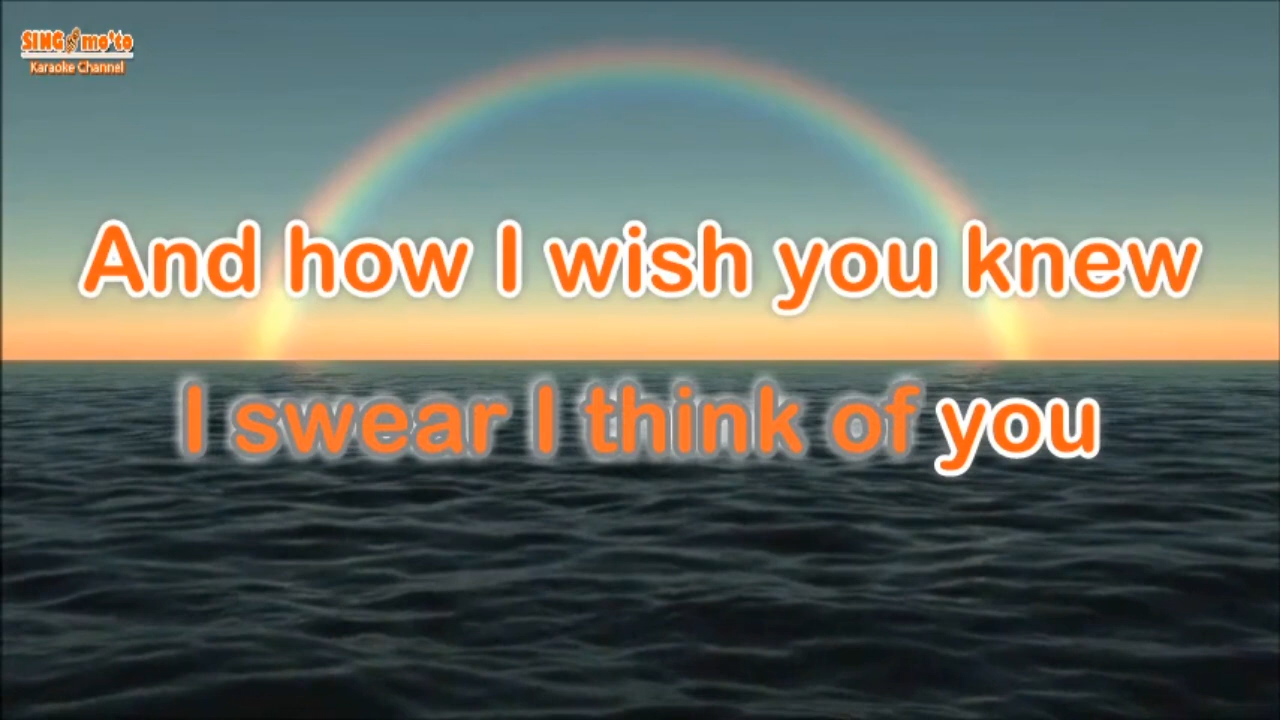 SING mo'to
Karaoke Channel
And how I wish you knew
I swear I think of you